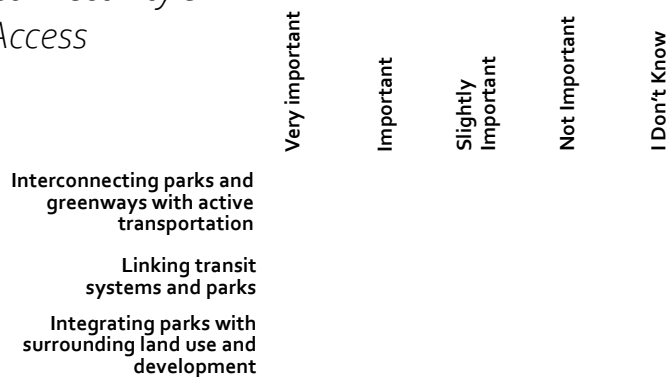 Access
Very important
Important
Slightly
Important
Not Important
I Don't Know
Interconnecting parks and
greenways with active
transportation
Linking transit
systems and parks
Integrating parks with
surrounding land use and
development